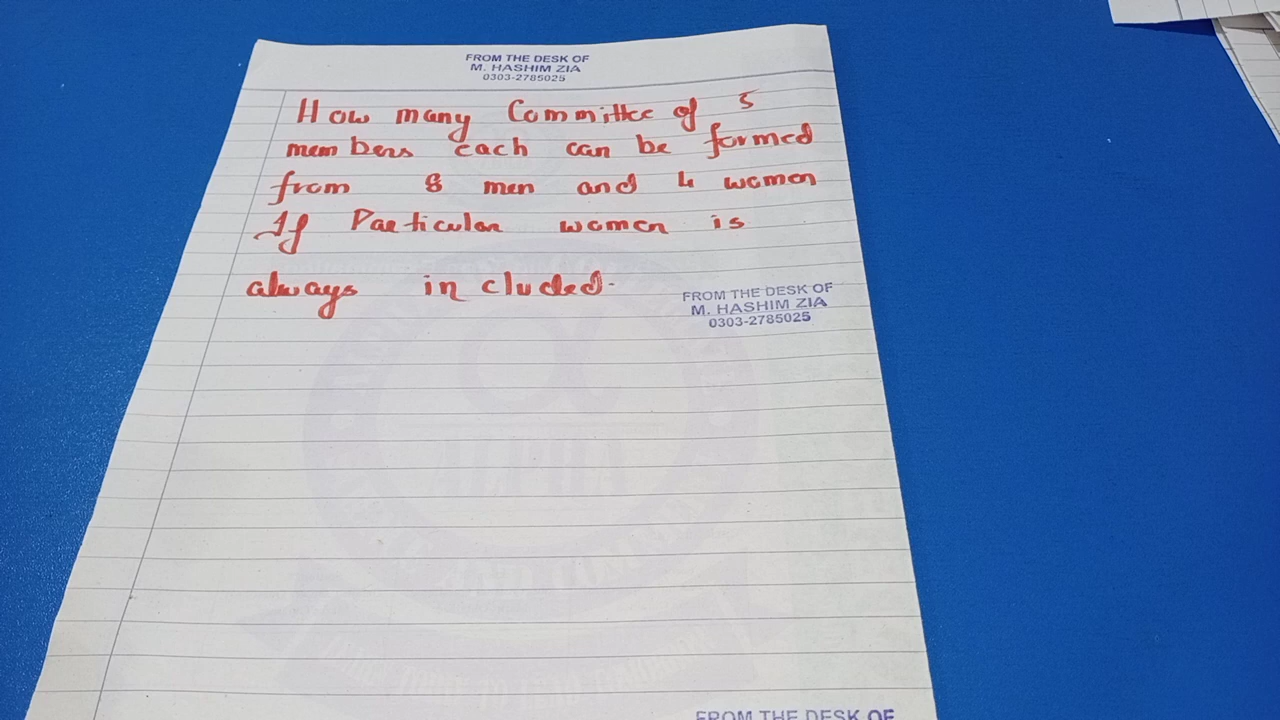 FROM THE DESK OF
M. HASHIM ZIA
0303-2785025
How many Committee of 5
members each can be formed
from 8 men and 4 women
If Particular women is
always included.
FROM THE DESK OF
M. HASHIM ZIA
0303-2785025
FROM THE DESK OF